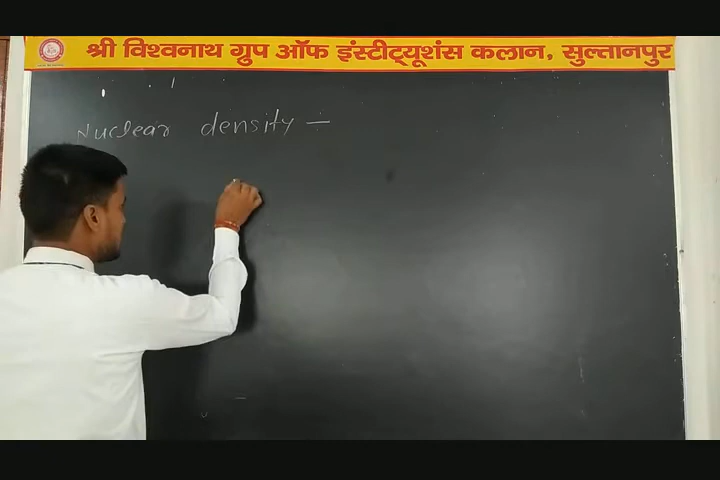 श्री विश्वनाथ ग्रुप ऑफ इंस्टीट्यूशंस कलान, सुल्तानपुर
Nuclear density –